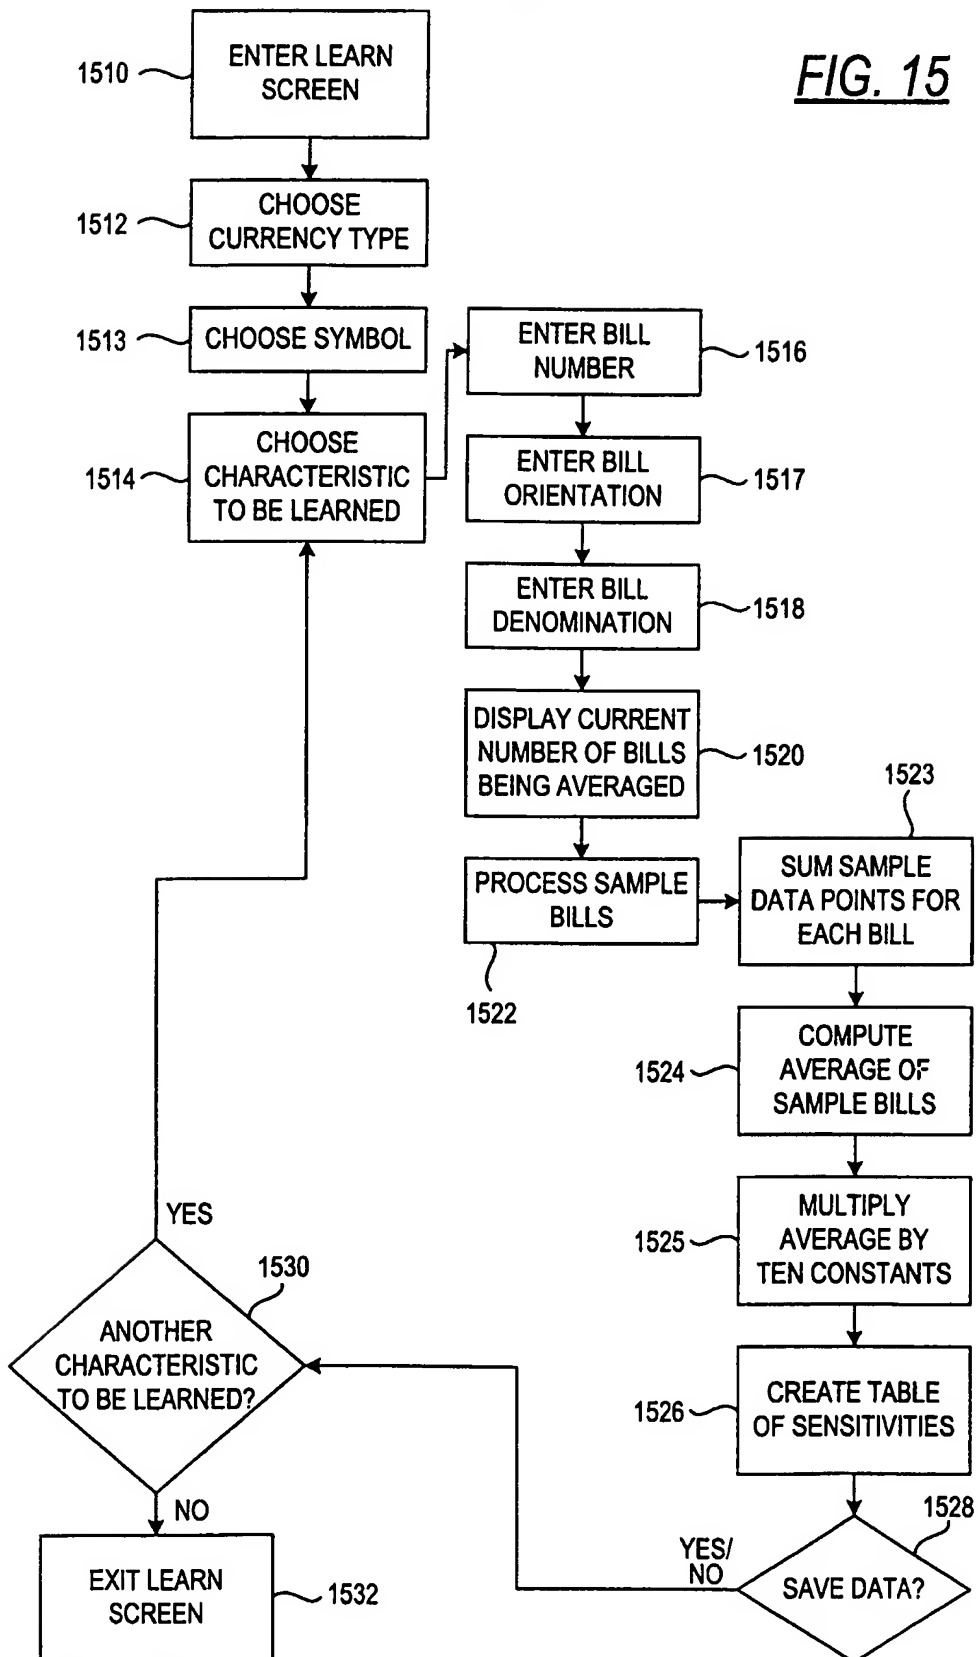 FIG. 15
1510
ENTER LEARN
SCREEN
1512
CHOOSE
CURRENCY TYPE
1513
CHOOSE SYMBOL
1514
CHOOSE
CHARACTERISTIC
TO BE LEARNED
ENTER BILL
NUMBER
1516
ENTER BILL
ORIENTATION
1517
ENTER BILL
DENOMINATION
1518
DISPLAY CURRENT
NUMBER OF BILLS
BEING AVERAGED
1520
PROCESS SAMPLE
BILLS
1522
1523
SUM SAMPLE
DATA POINTS FOR
EACH BILL
1524
COMPUTE
AVERAGE OF
SAMPLE BILLS
1525
MULTIPLY
AVERAGE BY
TEN CONSTANTS
1526
CREATE TABLE
OF SENSITIVITIES
1528
SAVE DATA?
YES/
NO
1530
ANOTHER
CHARACTERISTIC
TO BE LEARNED?
YES
NO
EXIT LEARN
SCREEN
1532